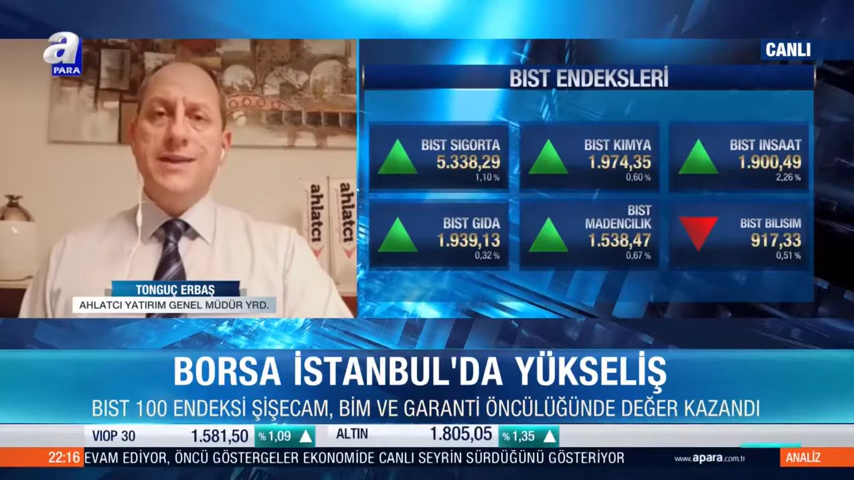 a
PARA
CANLI
BIST ENDEKSLERİ
BIST SIGORTA
5.338,29
1,10 %
BIST KIMYA
1.974,35
0,60 %
BIST INSAAT
1.900,49
2,26 %
BIST GIDA
1.939,13
0,32 %
BIST
MADENCILIK
1.538,47
0,67 %
BIST BILISIM
917,33
0,51 %
ahlatcı
ahlatcı
TONGUÇ ERBAŞ
AHLATCI YATIRIM GENEL MÜDÜR YRD.
BORSA İSTANBUL'DA YÜKSELİŞ
BIST 100 ENDEKSİ ŞİŞECAM, BİM VE GARANTİ ÖNCÜLÜĞÜNDE DEĞER KAZANDI
VIOP 30 1.581,50 % 1,09 ALTIN 1.805,05 % 1,35
22:16 EVAM EDİYOR, ÖNCÜ GÖSTERGELER EKONOMİDE CANLI SEYRİN SÜRDÜĞÜNÜ GÖSTERİYOR www.apara.com.tr ANALİZ